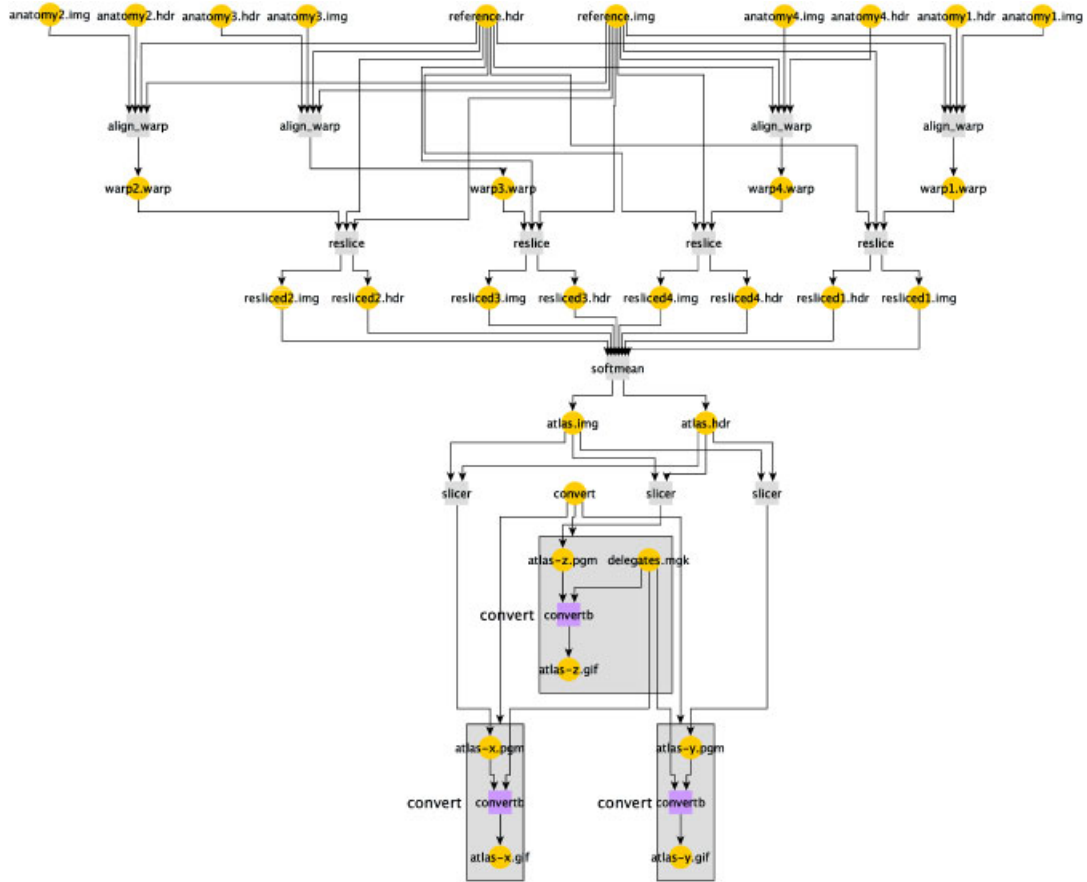 anatomy2.img anatomy2.hdr anatomy3.hdr anatomy3.img reference.hdr reference.img anatomy4.img anatomy4.hdr anatomy1.hdr anatomy1.img
align_warp align_warp align_warp align_warp
warp2.warp warp3.warp warp4.warp warp1.warp
reslice reslice reslice reslice
resliced2.img resliced2.hdr resliced3.img resliced3.hdr resliced4.img resliced4.hdr resliced1.hdr resliced1.img
softmean
atlas.img atlas.hdr
slicer convert slicer slicer
atlas-z.pgm delegates.mgk
convert convertb
atlas-z.gif
atlas-x.pgm atlas-y.pgm
convert convertb convert convertb
atlas-x.gif atlas-y.gif